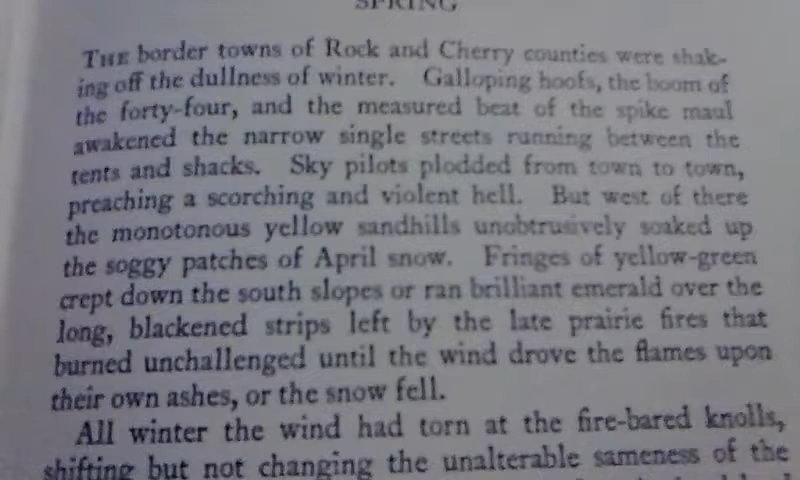 SPRING
THE border towns of Rock and Cherry counties were shak-
ing off the dullness of winter. Galloping hoofs, the boom of
the forty-four, and the measured beat of the spike maul
awakened the narrow single streets running between the
tents and shacks. Sky pilots plodded from town to town,
preaching a scorching and violent hell. But west of there
the monotonous yellow sandhills unobtrusively soaked up
the soggy patches of April snow. Fringes of yellow-green
crept down the south slopes or ran brilliant emerald over the
long, blackened strips left by the late prairie fires that
burned unchallenged until the wind drove the flames upon
their own ashes, or the snow fell.
All winter the wind had torn at the fire-bared knolls,
shifting but not changing the unalterable sameness of the